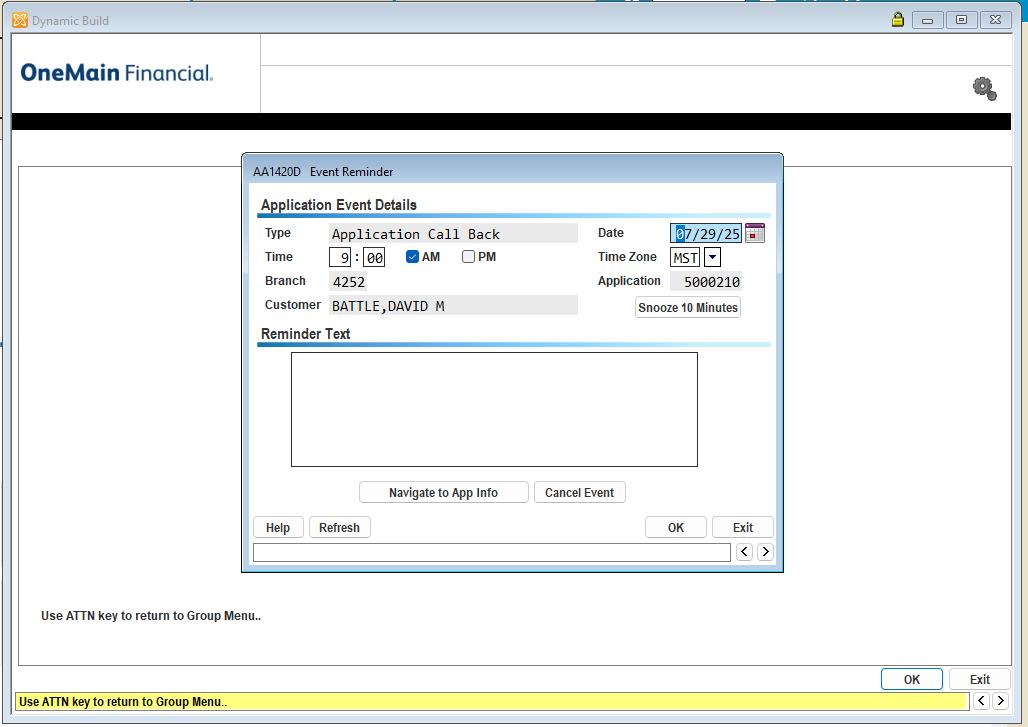 Dynamic Build
OneMain Financial.
AA1420D Event Reminder
Application Event Details
Type Application Call Back Date 07/29/25
Time 9 : 00 AM PM Time Zone MST
Branch 4252 Application 5000210
Customer BATTLE,DAVID M Snooze 10 Minutes
Reminder Text
Navigate to App Info Cancel Event
Help Refresh OK Exit
< >
Use ATTN key to return to Group Menu..
OK Exit
Use ATTN key to return to Group Menu.. < >